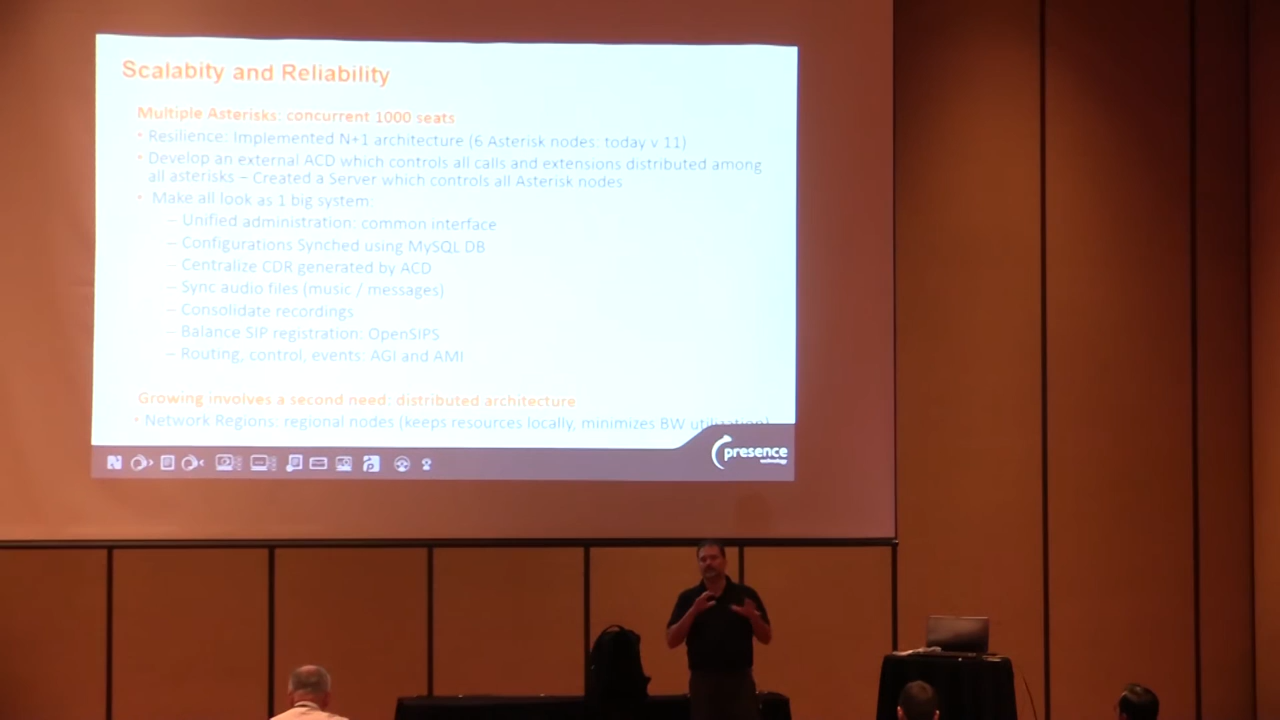 Scalabity and Reliability
Multiple Asterisks: concurrent 1000 seats
• Resilience: Implemented N+1 architecture (6 Asterisk nodes: today v 11)
• Develop an external ACD which controls all calls and extensions distributed among
all asterisks – Created a Server which controls all Asterisk nodes
• Make all look as 1 big system:
– Unified administration: common interface
– Configurations Synched using MySQL DB
– Centralize CDR generated by ACD
– Sync audio files (music / messages)
– Consolidate recordings
– Balance SIP registration: OpenSIPS
– Routing, control, events: AGI and AMI
Growing involves a second need: distributed architecture
• Network Regions: regional nodes (keeps resources locally, minimizes BW utilization)
presence
technology